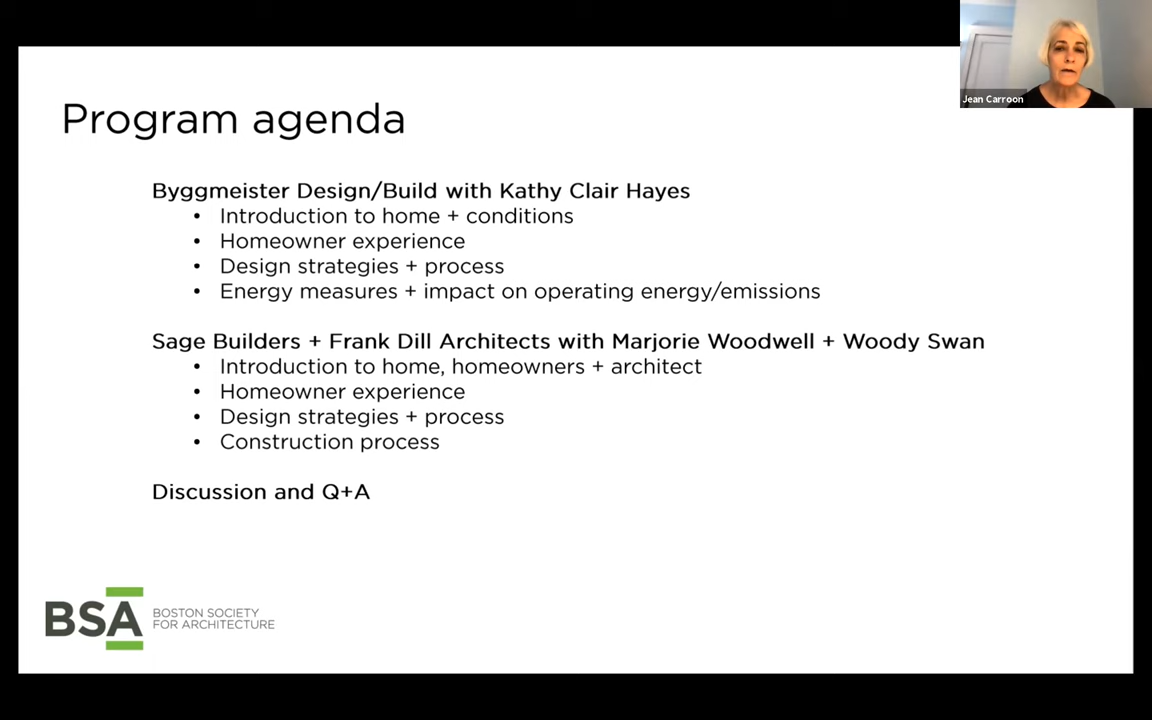 Jean Carroon
Program agenda
Byggmeister Design/Build with Kathy Clair Hayes
• Introduction to home + conditions
• Homeowner experience
• Design strategies + process
• Energy measures + impact on operating energy/emissions
Sage Builders + Frank Dill Architects with Marjorie Woodwell + Woody Swan
• Introduction to home, homeowners + architect
• Homeowner experience
• Design strategies + process
• Construction process
Discussion and Q+A
BSA
BOSTON SOCIETY
FOR ARCHITECTURE